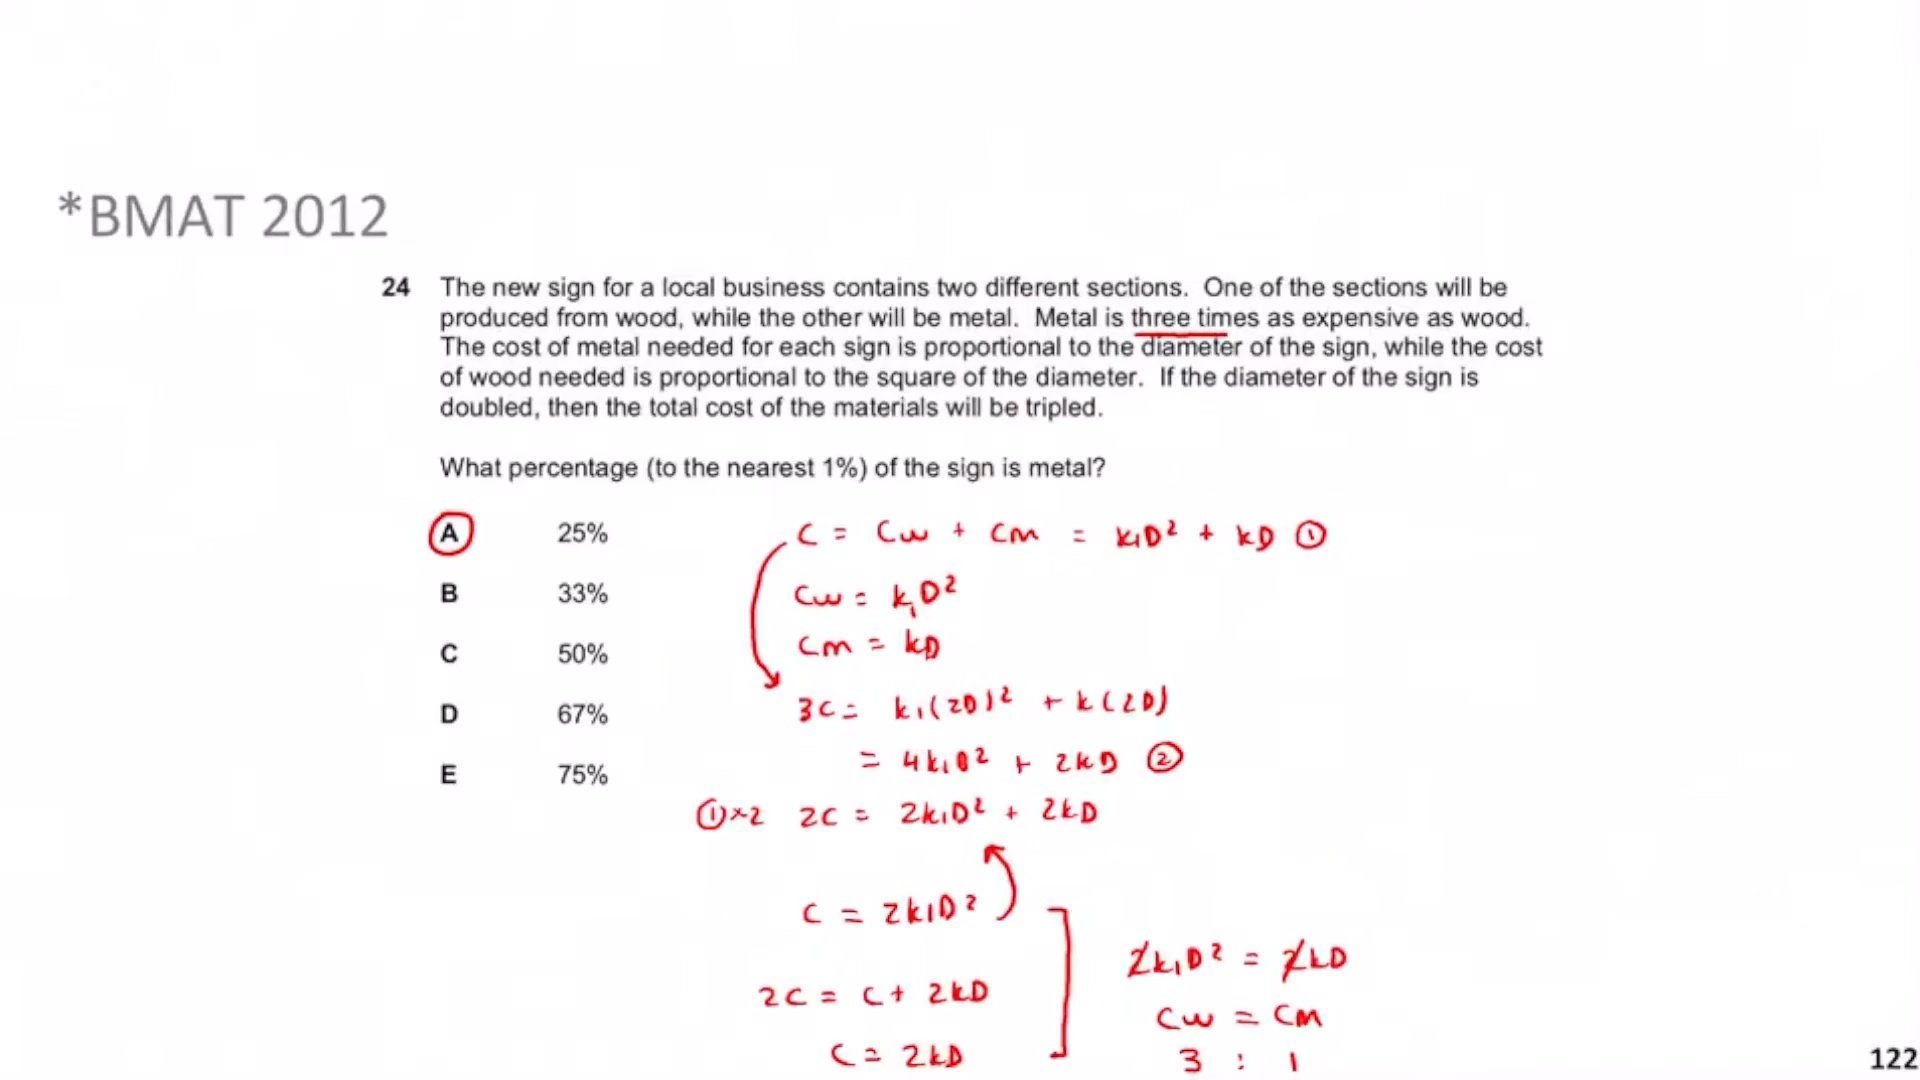 *BMAT 2012
24 The new sign for a local business contains two different sections. One of the sections will be
produced from wood, while the other will be metal. Metal is three times as expensive as wood.
The cost of metal needed for each sign is proportional to the diameter of the sign, while the cost
of wood needed is proportional to the square of the diameter. If the diameter of the sign is
doubled, then the total cost of the materials will be tripled.
What percentage (to the nearest 1%) of the sign is metal?
A 25%
B 33%
C 50%
D 67%
E 75%
C = Cw + Cm = k₁D² + kD ①
Cw = k₁D²
Cm = kD
3C = k₁(2D)² + k(2D)
= 4k₁D² + 2kD ②
①×2 2C = 2k₁D² + 2kD
C = 2k₁D²
2C = C + 2kD
C = 2kD
2k₁D² = 2kD
Cw = Cm
3 : 1
122